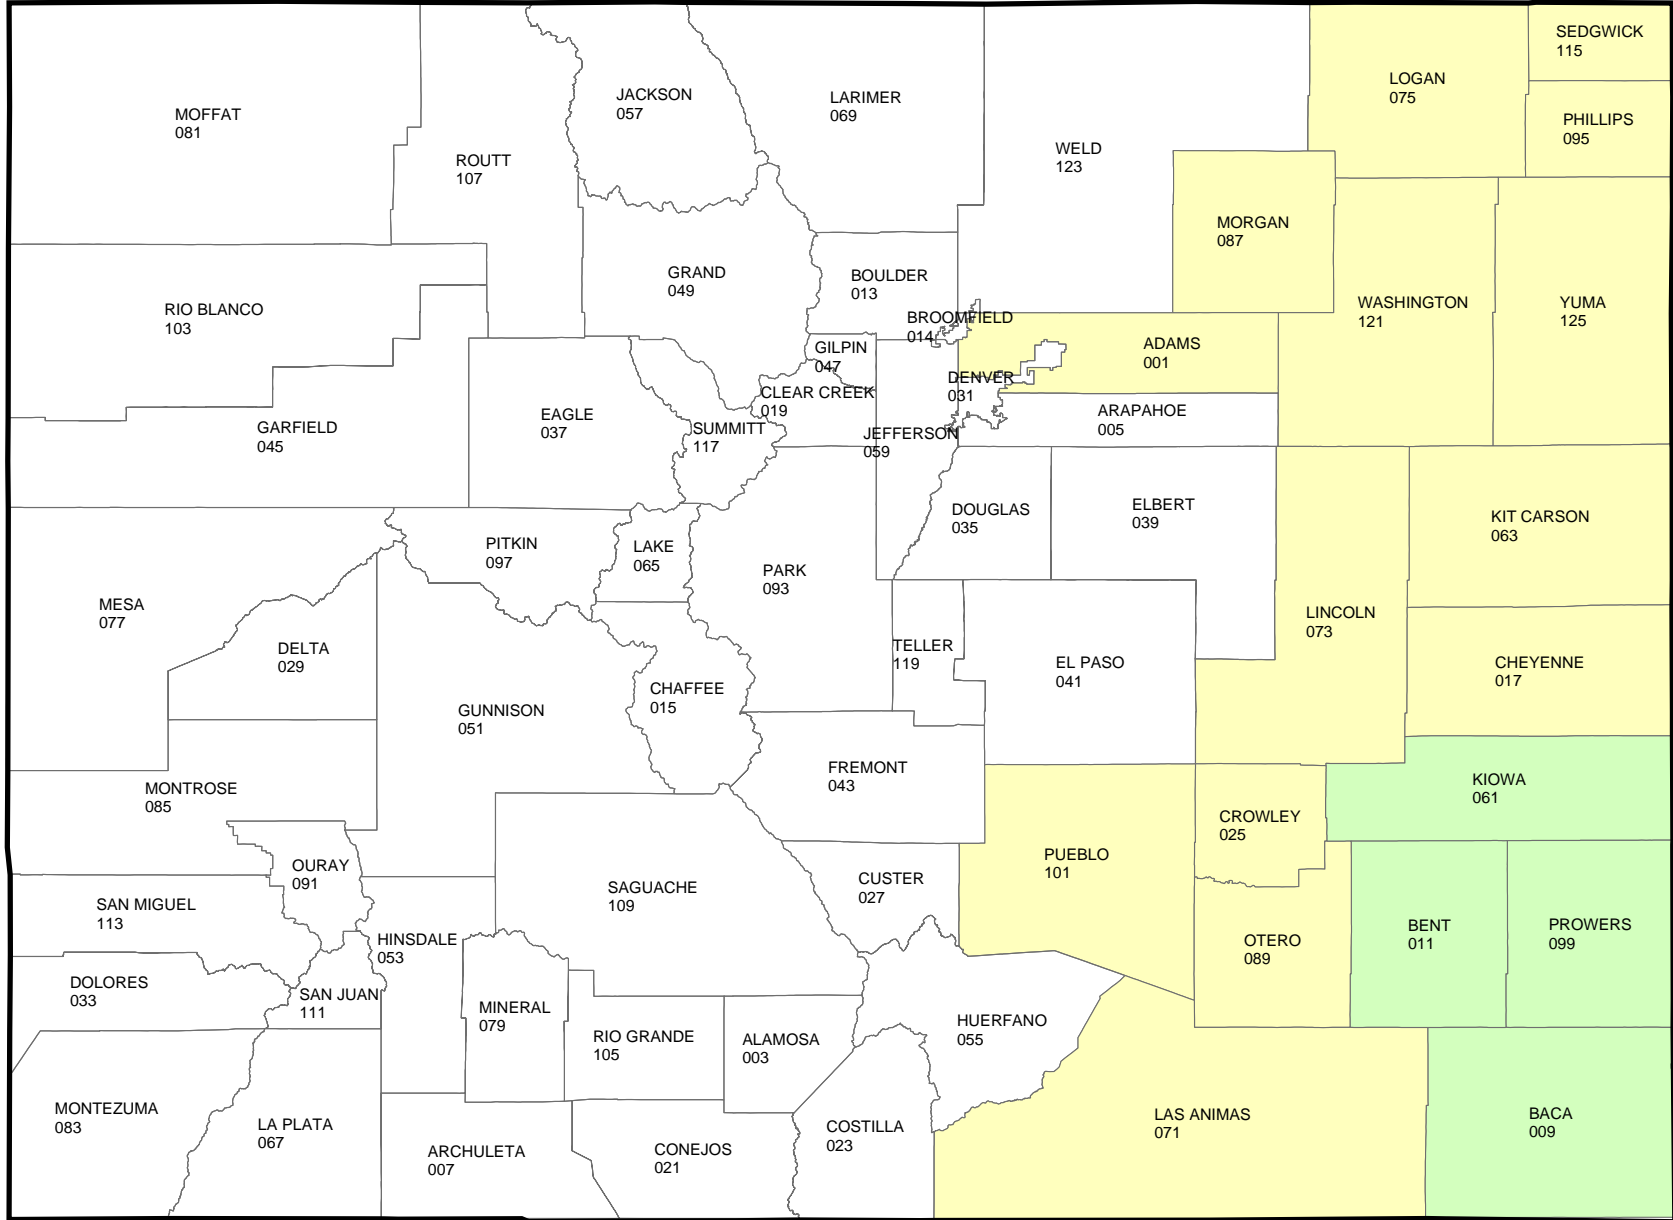 SEDGWICK
115
LOGAN
075
JACKSON
057
LARIMER
069
MOFFAT
081
PHILLIPS
095
WELD
123
ROUTT
107
MORGAN
087
GRAND
049
BOULDER
013
RIO BLANCO
103
WASHINGTON
121
YUMA
125
BROOMFIELD
014
ADAMS
001
GILPIN
047
DENVER
031
CLEAR CREEK
019
ARAPAHOE
005
EAGLE
037
GARFIELD
045
SUMMITT
117
JEFFERSON
059
ELBERT
039
DOUGLAS
035
KIT CARSON
063
PITKIN
097
LAKE
065
PARK
093
MESA
077
LINCOLN
073
DELTA
029
TELLER
119
EL PASO
041
CHEYENNE
017
CHAFFEE
015
GUNNISON
051
FREMONT
043
KIOWA
061
MONTROSE
085
CROWLEY
025
PUEBLO
101
OURAY
091
CUSTER
027
SAGUACHE
109
SAN MIGUEL
113
BENT
011
PROWERS
099
HINSDALE
053
OTERO
089
DOLORES
033
SAN JUAN
111
MINERAL
079
HUERFANO
055
RIO GRANDE
105
ALAMOSA
003
MONTEZUMA
083
LA PLATA
067
LAS ANIMAS
071
BACA
009
COSTILLA
023
ARCHULETA
007
CONEJOS
021